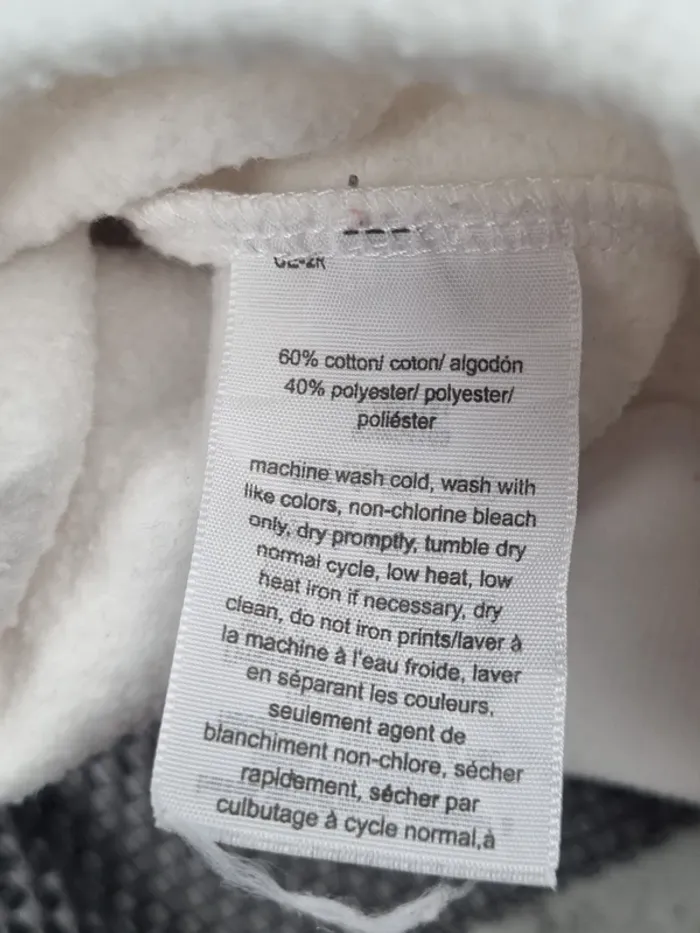 60% cotton/ coton/ algodón
40% polyester/ polyester/
poliéster
machine wash cold, wash with
like colors, non-chlorine bleach
only, dry promptly, tumble dry
normal cycle, low heat, low
heat iron if necessary, dry
clean, do not iron prints/laver à
la machine à l'eau froide, laver
en séparant les couleurs,
seulement agent de
blanchiment non-chlore, sécher
rapidement, sécher par
culbutage à cycle normal,à